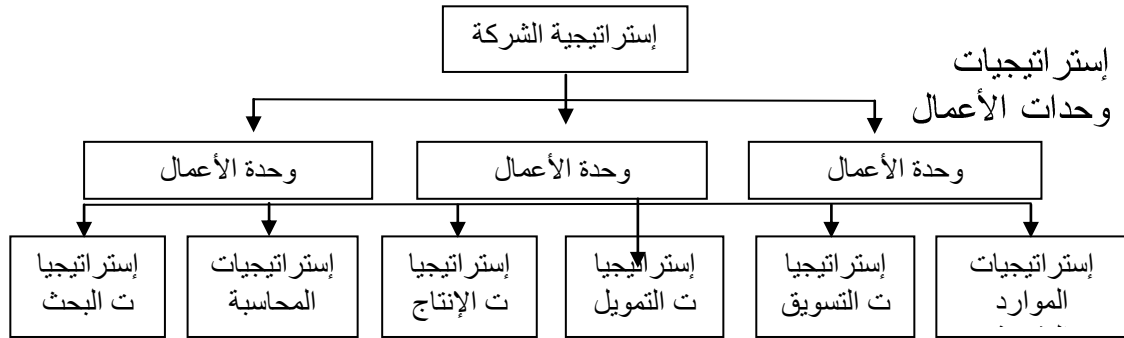 إستراتيجية الشركة
إستراتيجيات
وحدات الأعمال
وحدة الأعمال
وحدة الأعمال
وحدة الأعمال
إستراتيجيات
الموارد
إستراتيجيا
ت التسويق
إستراتيجيا
ت التمويل
إستراتيجيا
ت الإنتاج
إستراتيجيات
المحاسبة
إستراتيجيا
ت البحث